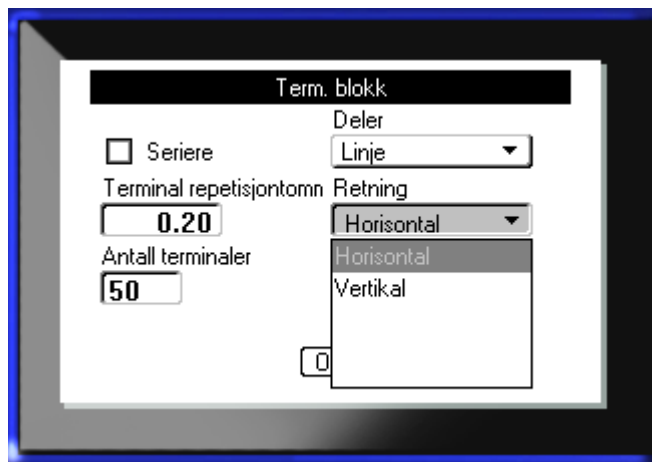 Term. blokk
Deler
Seriere
Linje
Terminal repetisjontomn
Retning
0.20
Horisontal
Antall terminaler
Horisontal
50
Vertikal